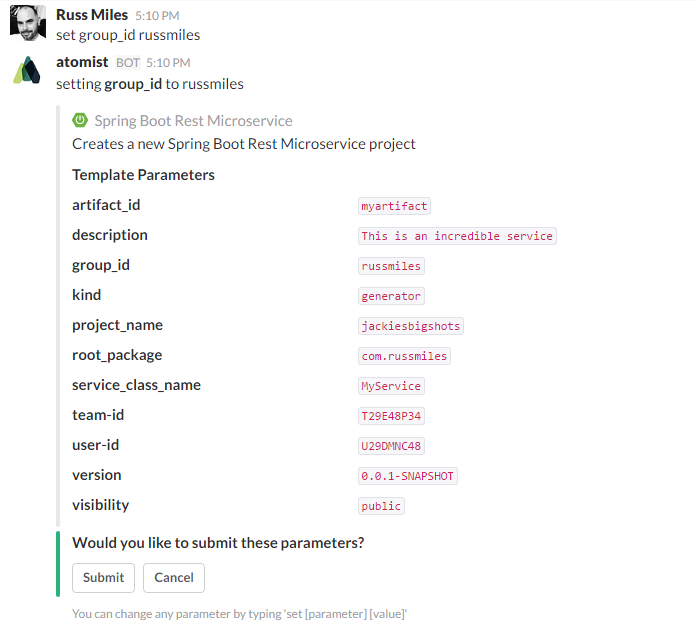 Russ Miles 5:10 PM
set group_id russmiles
atomist BOT 5:10 PM
setting group_id to russmiles
Spring Boot Rest Microservice
Creates a new Spring Boot Rest Microservice project
Template Parameters
artifact_id myartifact
description This is an incredible service
group_id russmiles
kind generator
project_name jackiesbigshots
root_package com.russmiles
service_class_name MyService
team-id T29E48P34
user-id U29DMNC48
version 0.0.1-SNAPSHOT
visibility public
Would you like to submit these parameters?
Submit Cancel
You can change any parameter by typing 'set [parameter] [value]'